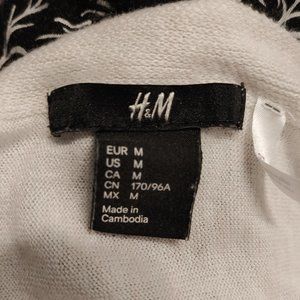 H&M
EUR M
US M
CA M
CN 170/96A
MX M
Made in
Cambodia